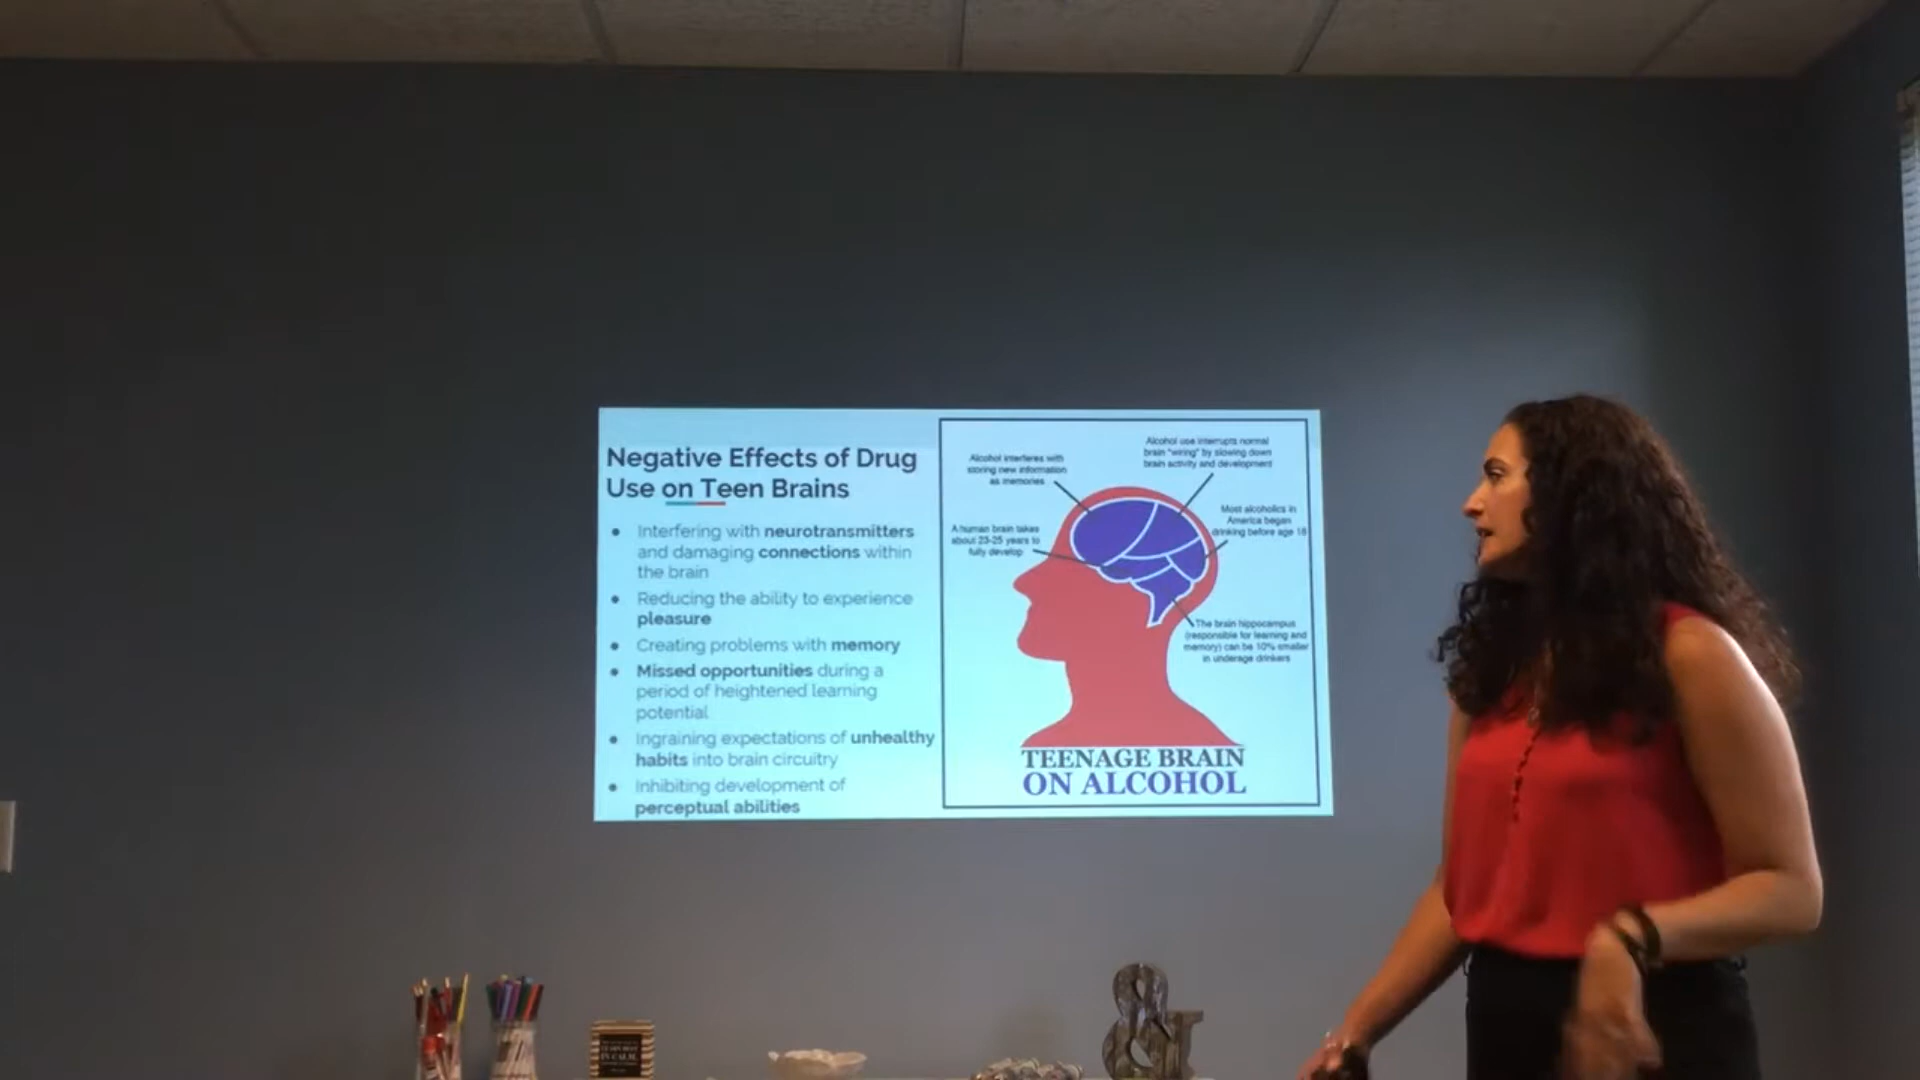 Negative Effects of Drug
Use on Teen Brains
Interfering with neurotransmitters
and damaging connections within
the brain
Reducing the ability to experience
pleasure
Creating problems with memory
Missed opportunities during a
period of heightened learning
potential
Ingraining expectations of unhealthy
habits into brain circuitry
Inhibiting development of
perceptual abilities
Alcohol interferes with
storing new information
as memories
Alcohol use interrupts normal
brain "wiring" by slowing down
brain activity and development
A human brain takes
about 23-25 years to
fully develop
Most alcoholics in
America began
drinking before age 18
The brain hippocampus
(responsible for learning and
memory) can be 10% smaller
in underage drinkers
TEENAGE BRAIN
ON ALCOHOL
IN CALM